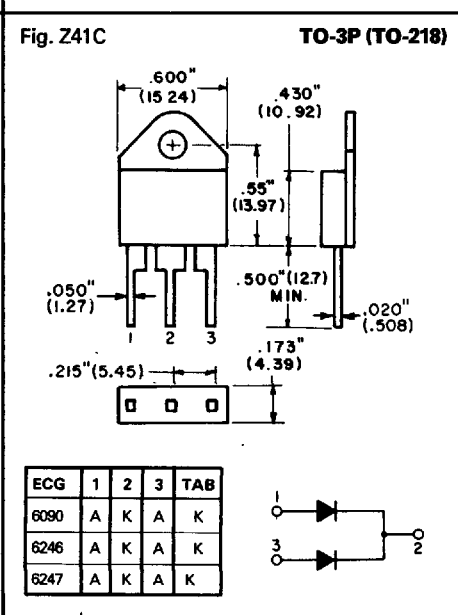 Fig. Z41C
TO-3P (TO-218)
.600"
(15 24)
.430"
(10.92)
.55"
(13.97)
.500"(12.7)
MIN.
.050"
(1.27)
.020"
(.508)
1 2 3
.173"
(4.39)
.215"(5.45)
ECG 1 2 3 TAB
6090 A K A K
6246 A K A K
6247 A K A K
1
3
2